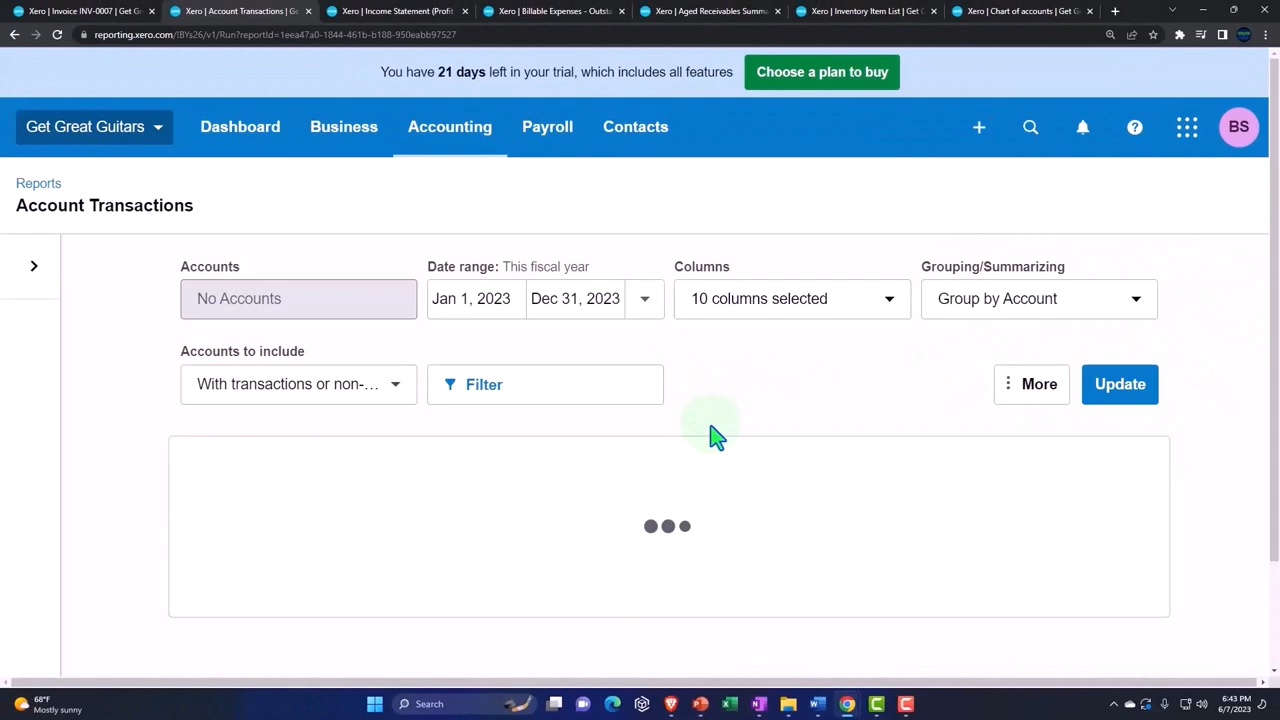 Xero | Invoice INV-0007 | Get Gr
Xero | Account Transactions | Ge
Xero | Income Statement (Profit
Xero | Billable Expenses - Outsta
Xero | Aged Receivables Summa
Xero | Inventory Item List | Get G
Xero | Chart of accounts | Get Gr
reporting.xero.com/!BYs26/v1/Run?reportId=1eea47a0-1844-461b-b188-950eabb97527
You have 21 days left in your trial, which includes all features
Choose a plan to buy
Get Great Guitars
Dashboard
Business
Accounting
Payroll
Contacts
BS
Reports
Account Transactions
Accounts
Date range: This fiscal year
Columns
Grouping/Summarizing
No Accounts
Jan 1, 2023
Dec 31, 2023
10 columns selected
Group by Account
Accounts to include
With transactions or non-...
Filter
More
Update
68°F
Mostly sunny
Search
6:43 PM
6/7/2023